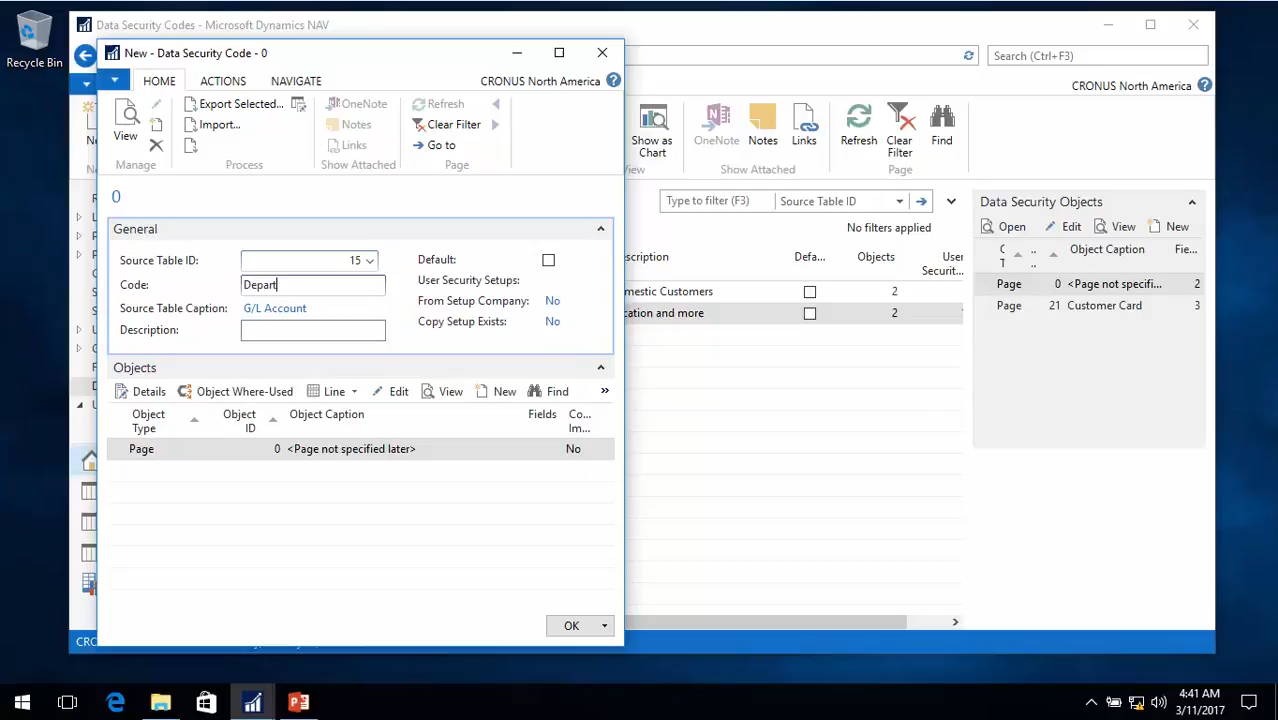 Recycle Bin
Data Security Codes - Microsoft Dynamics NAV
Search (Ctrl+F3)
CRONUS North America
Show as Chart
OneNote
Notes
Links
Refresh
Clear Filter
Find
Show Attached
Page
Type to filter (F3)
Source Table ID
No filters applied
Defa...
Objects
User Securit...
mestic Customers
2
cation and more
2
Data Security Objects
Open
Edit
View
New
Object Caption
Fie...
Page 0 <Page not specifi... 2
Page 21 Customer Card 3
New - Data Security Code - 0
HOME
ACTIONS
NAVIGATE
CRONUS North America
View
Manage
Export Selected...
Import...
Process
OneNote
Notes
Links
Show Attached
Refresh
Clear Filter
Go to
Page
0
General
Source Table ID: 15
Code: Depart
Source Table Caption: G/L Account
Description:
Default:
User Security Setups:
From Setup Company: No
Copy Setup Exists: No
Objects
Details
Object Where-Used
Line
Edit
View
New
Find
Object Type
Object ID
Object Caption
Fields
Co... Im...
Page 0 <Page not specified later> No
OK
CRO
4:41 AM
3/11/2017